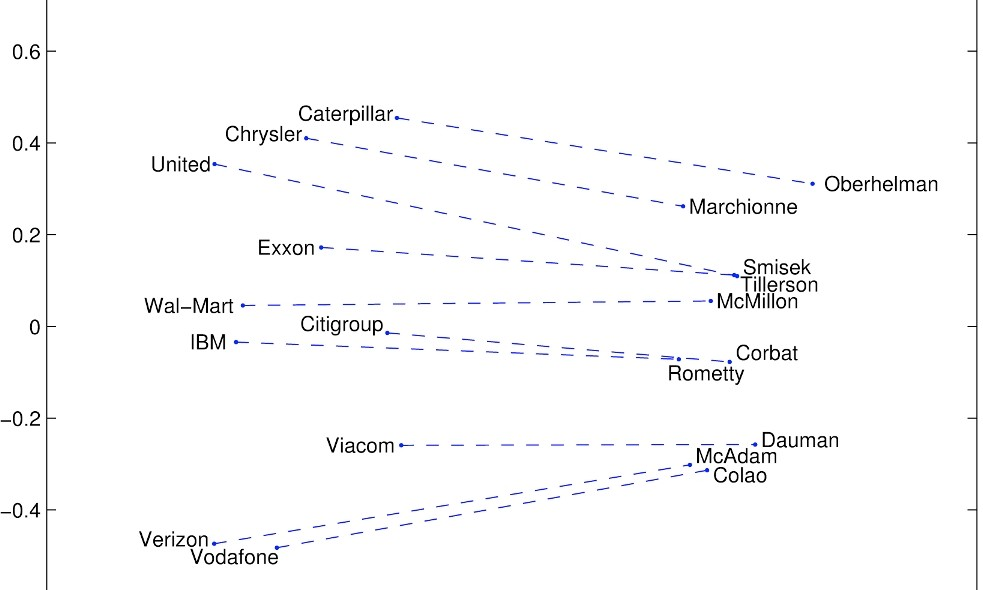 0.6
Caterpillar
Chrysler
0.4
United
Oberhelman
Marchionne
0.2
Exxon
Smisek
Tillerson
McMillon
Wal−Mart
Citigroup
0
IBM
Corbat
Rometty
−0.2
Viacom
Dauman
McAdam
Colao
−0.4
Verizon
Vodafone